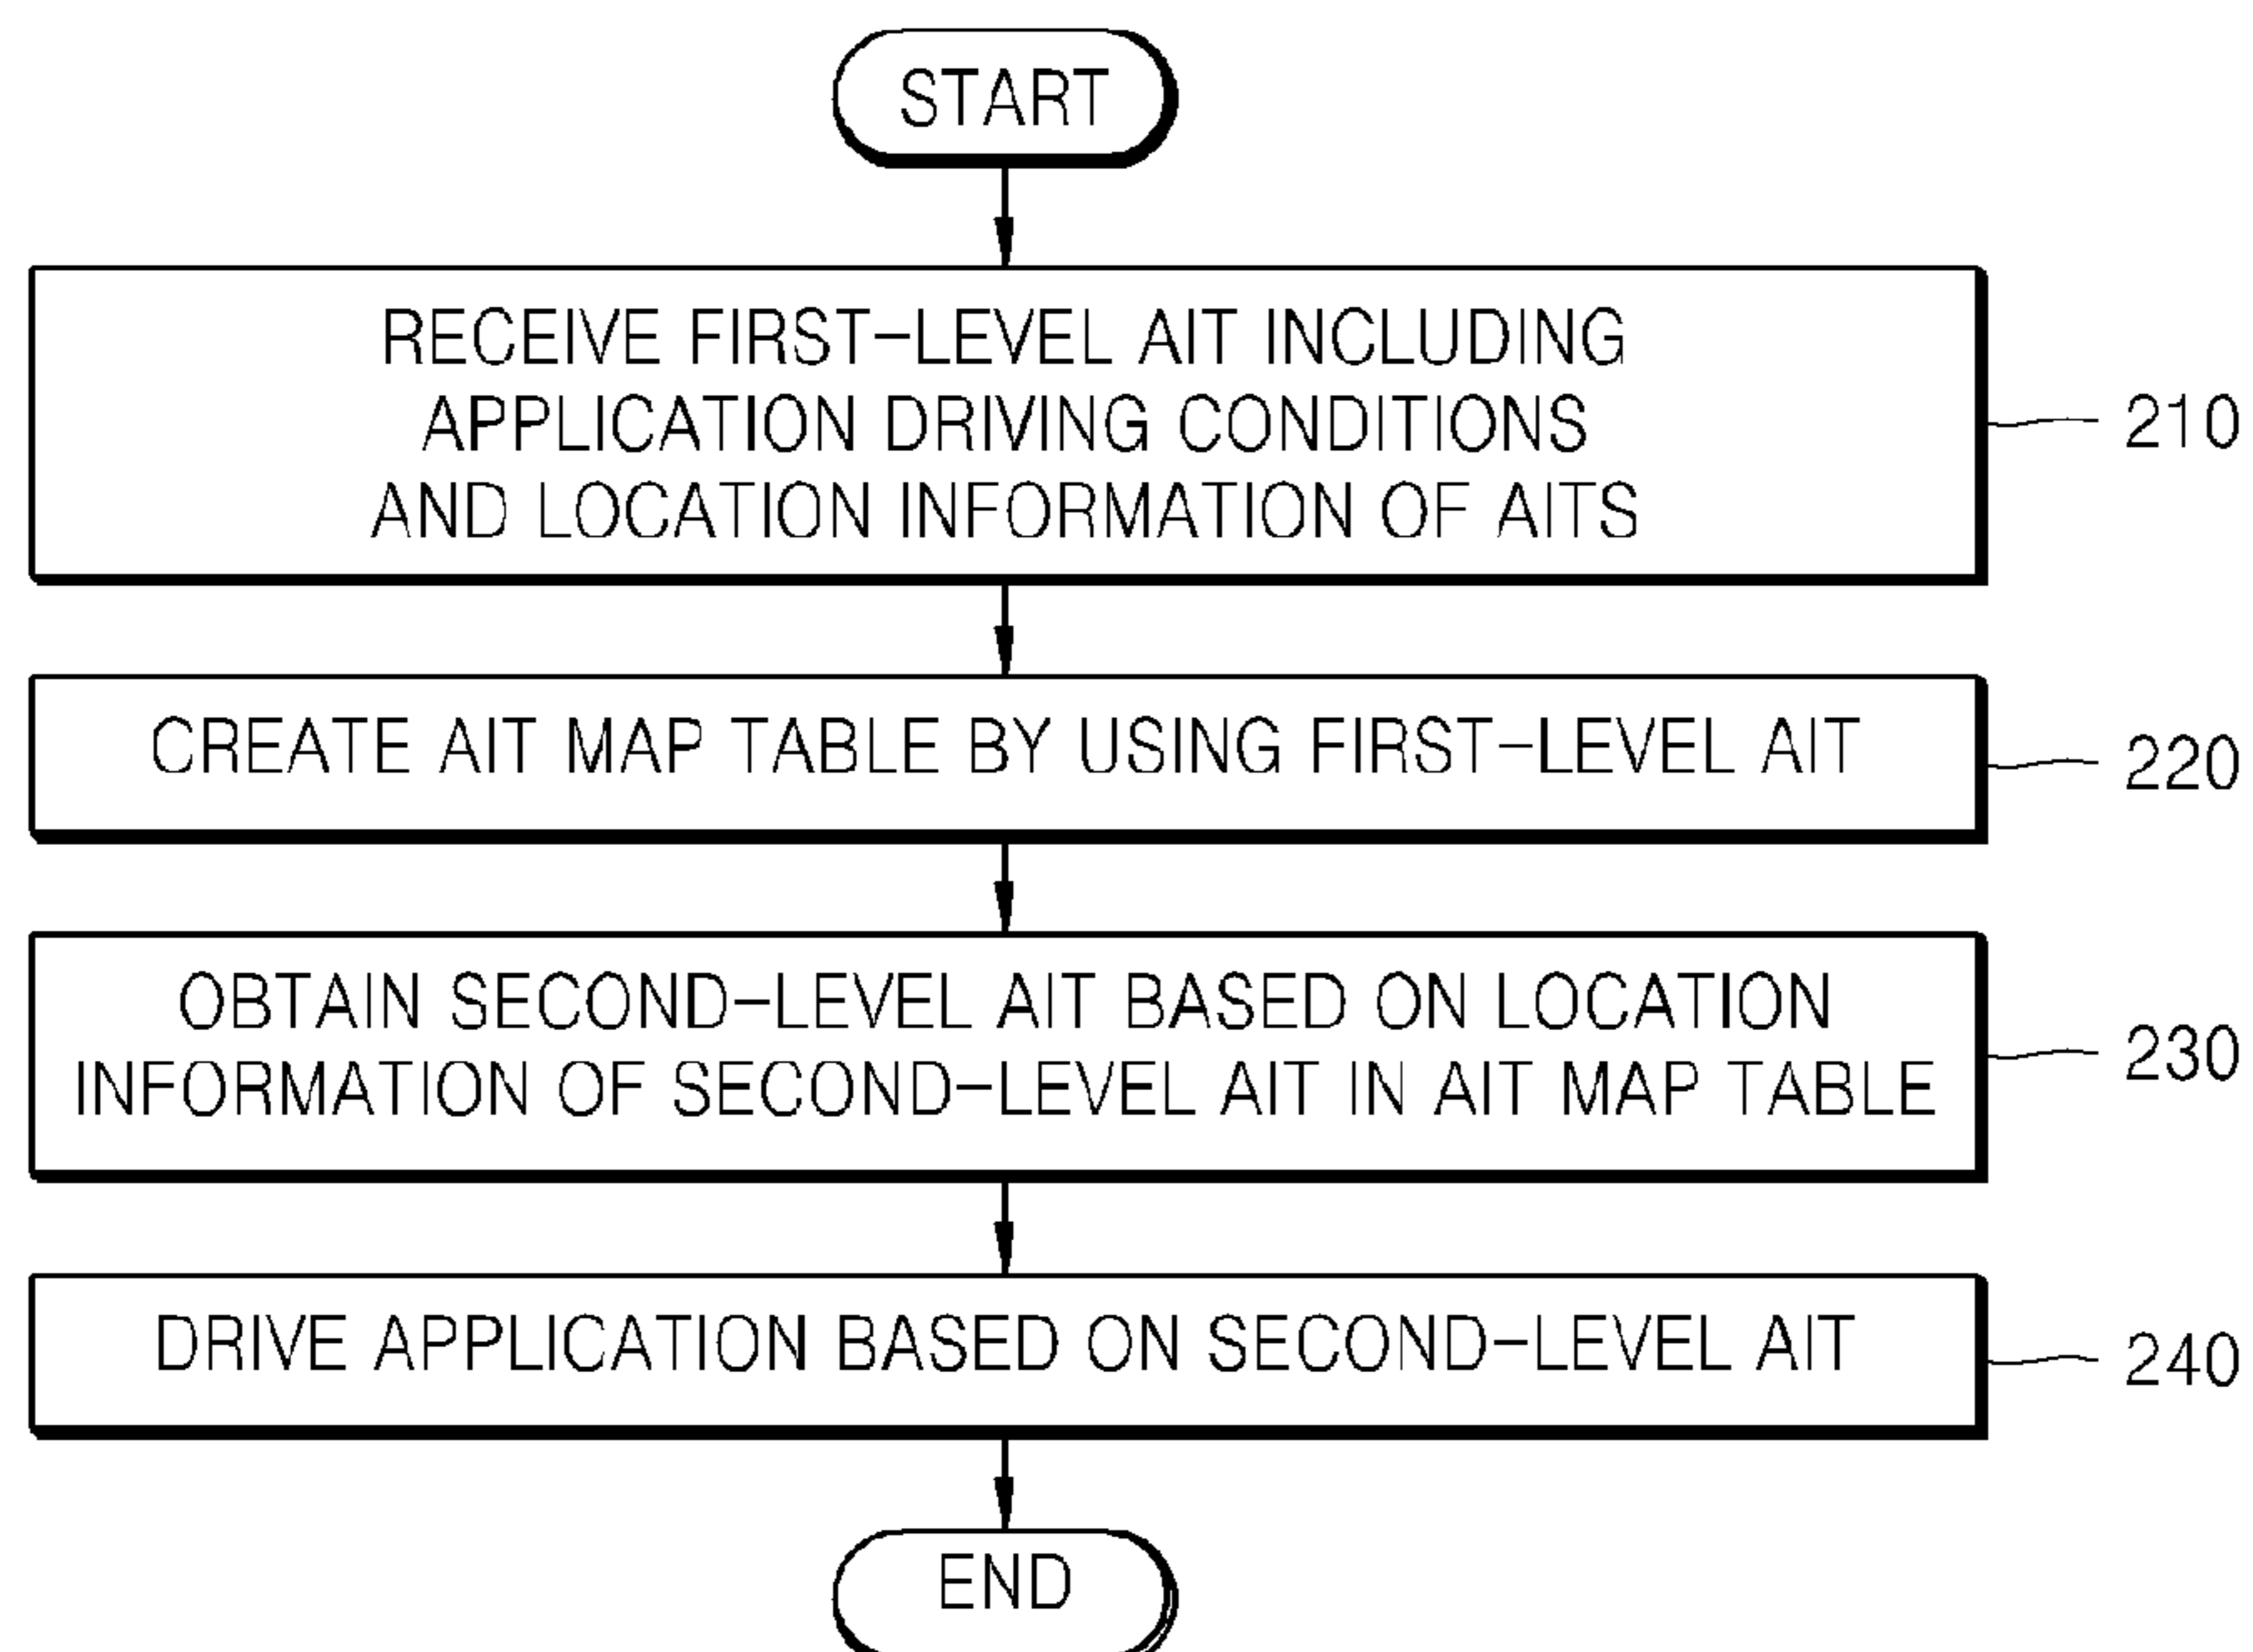 START
RECEIVE FIRST-LEVEL AIT INCLUDING
APPLICATION DRIVING CONDITIONS
AND LOCATION INFORMATION OF AITS
210
CREATE AIT MAP TABLE BY USING FIRST-LEVEL AIT
220
OBTAIN SECOND-LEVEL AIT BASED ON LOCATION
INFORMATION OF SECOND-LEVEL AIT IN AIT MAP TABLE
230
DRIVE APPLICATION BASED ON SECOND-LEVEL AIT
240
END